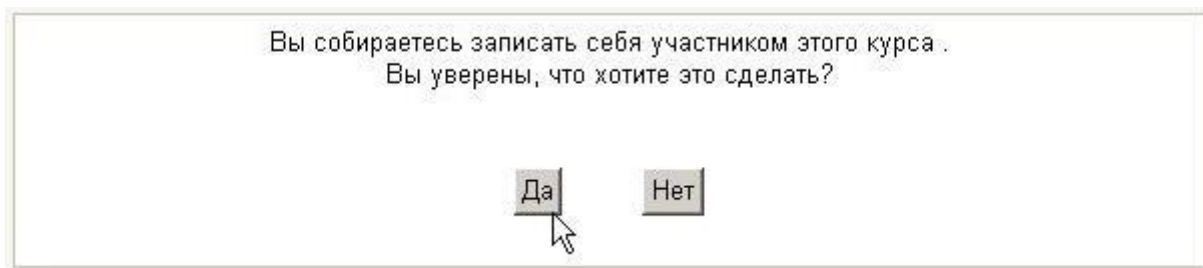 Вы собираетесь записать себя участником этого курса .
Вы уверены, что хотите это сделать?
Да Нет